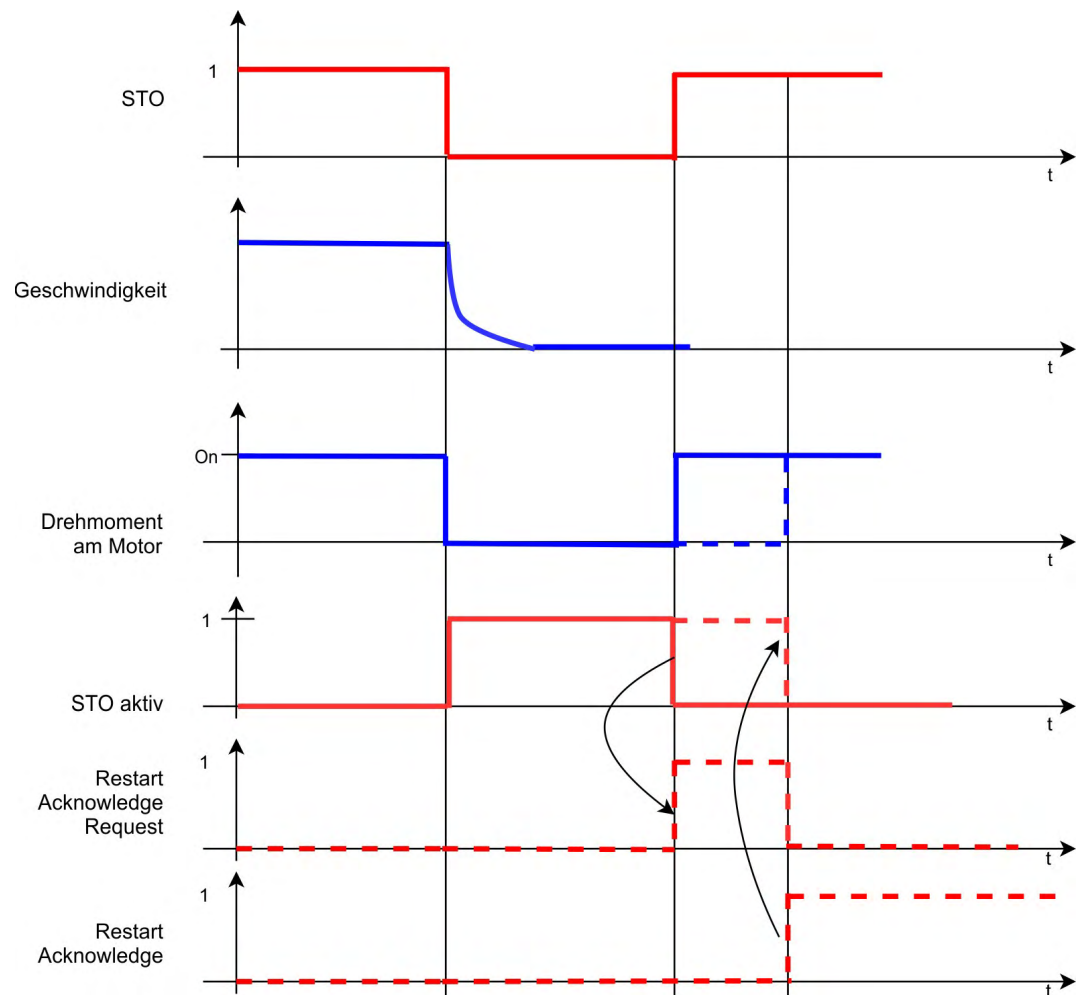 1
STO
t
Geschwindigkeit
t
On
Drehmoment
am Motor
t
1
STO aktiv
t
1
Restart
Acknowledge
Request
t
1
Restart
Acknowledge
t